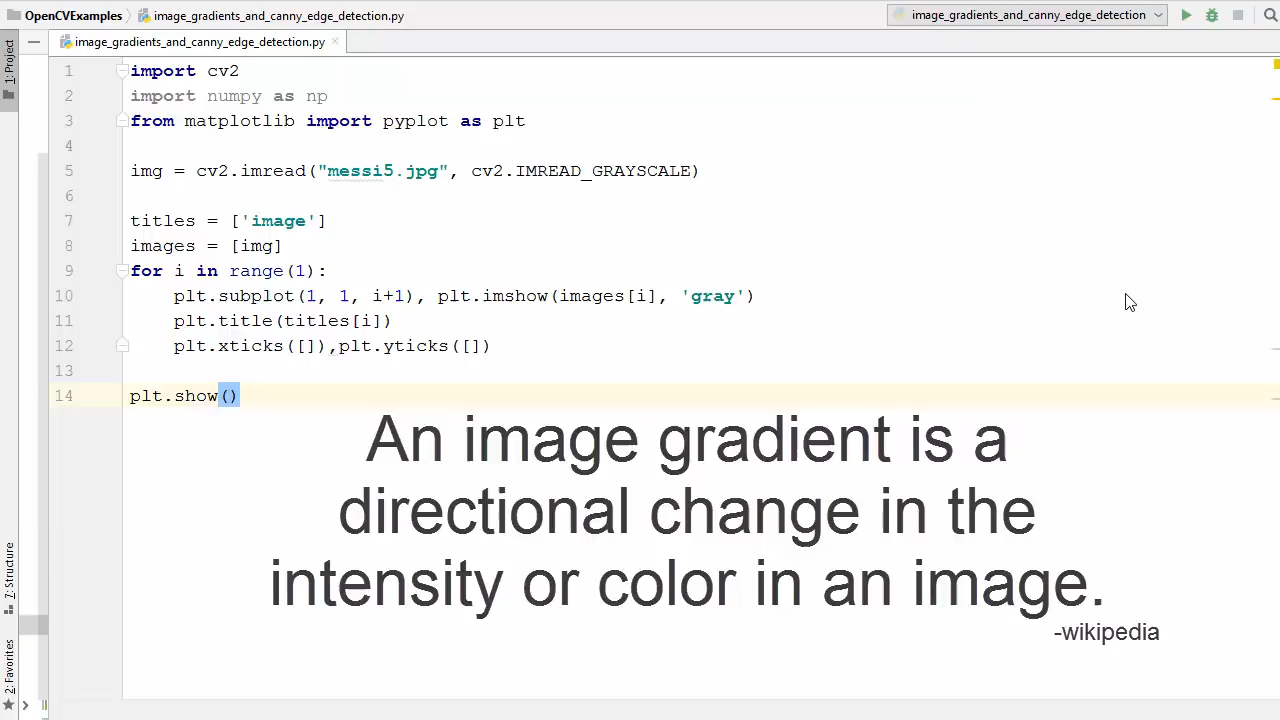 OpenCVExamples
image_gradients_and_canny_edge_detection.py
image_gradients_and_canny_edge_detection
1: Project
image_gradients_and_canny_edge_detection.py
1 import cv2
2 import numpy as np
3 from matplotlib import pyplot as plt
4
5 img = cv2.imread("messi5.jpg", cv2.IMREAD_GRAYSCALE)
6
7 titles = ['image']
8 images = [img]
9 for i in range(1):
10     plt.subplot(1, 1, i+1), plt.imshow(images[i], 'gray')
11     plt.title(titles[i])
12     plt.xticks([]),plt.yticks([])
13
14 plt.show()
An image gradient is a
directional change in the
intensity or color in an image.
-wikipedia
7: Structure
2: Favorites